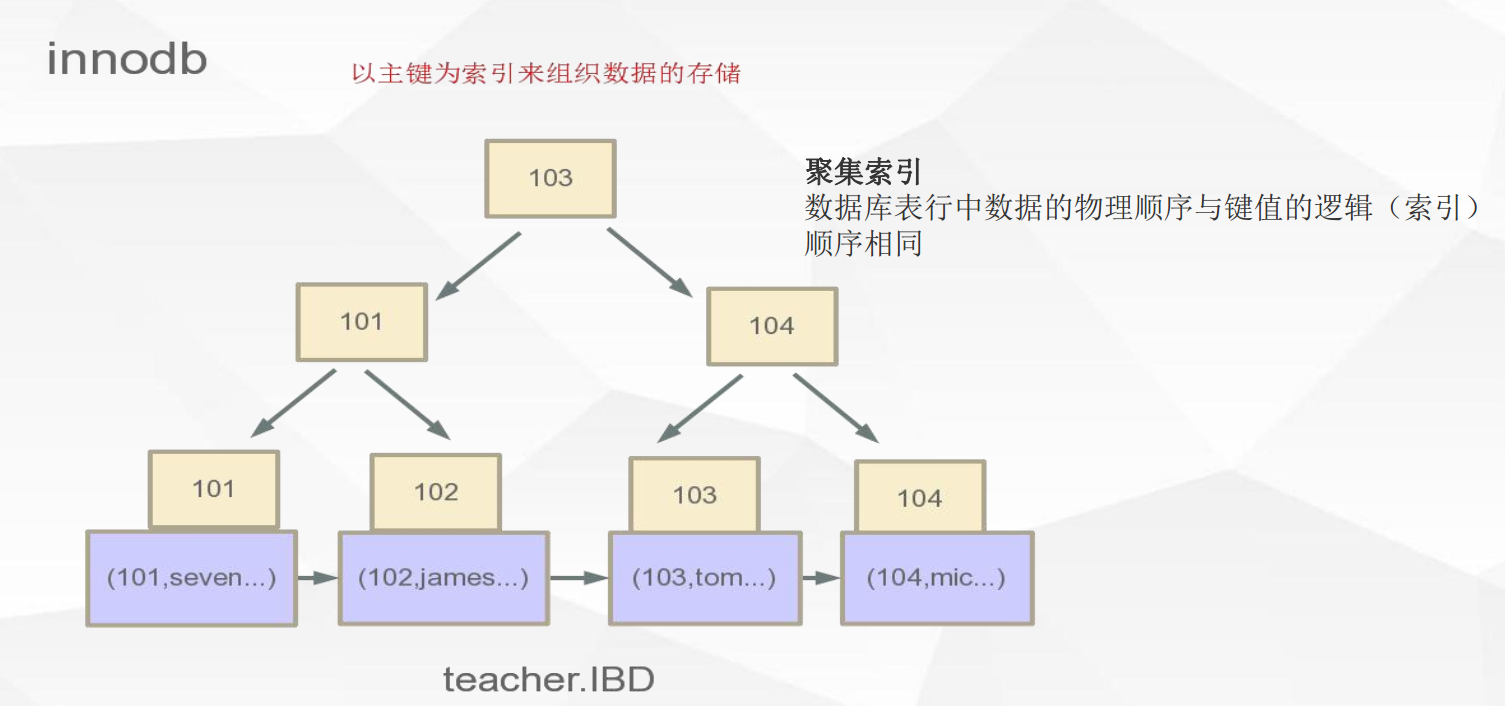 innodb
以主键为索引来组织数据的存储
103
聚集索引
数据库表行中数据的物理顺序与键值的逻辑（索引）
顺序相同
101
104
101
102
103
104
(101,seven...)
(102,james...)
(103,tom...)
(104,mic...)
teacher.IBD